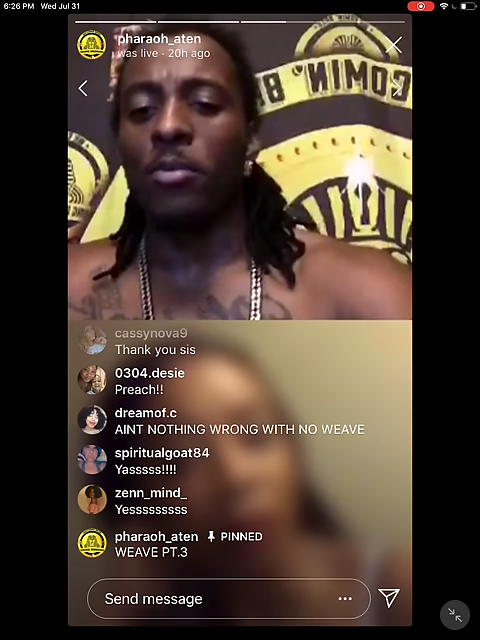 6:26 PM Wed Jul 31
pharaoh_aten
was live · 20h ago
COMIN'
cassynova9
Thank you sis
0304.desie
Preach!!
dreamof.c
AINT NOTHING WRONG WITH NO WEAVE
spiritualgoat84
Yasssss!!!!
zenn_mind_
Yesssssssss
pharaoh_aten PINNED
WEAVE PT.3
Send message